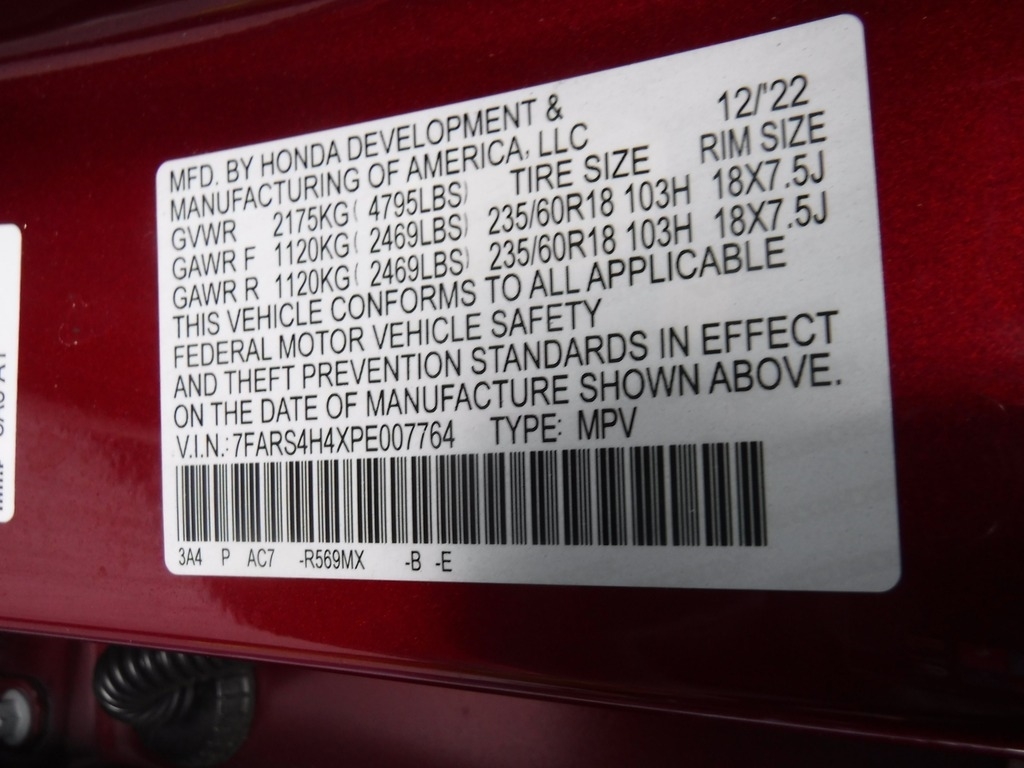 MFD. BY HONDA DEVELOPMENT & 12/'22
MANUFACTURING OF AMERICA, LLC
TIRE SIZE RIM SIZE
GVWR 2175KG( 4795LBS)
GAWR F 1120KG( 2469LBS) 235/60R18 103H 18X7.5J
GAWR R 1120KG( 2469LBS) 235/60R18 103H 18X7.5J
THIS VEHICLE CONFORMS TO ALL APPLICABLE
FEDERAL MOTOR VEHICLE SAFETY
AND THEFT PREVENTION STANDARDS IN EFFECT
ON THE DATE OF MANUFACTURE SHOWN ABOVE.
V.I.N.:7FARS4H4XPE007764 TYPE: MPV
3A4 P AC7 -R569MX -B -E